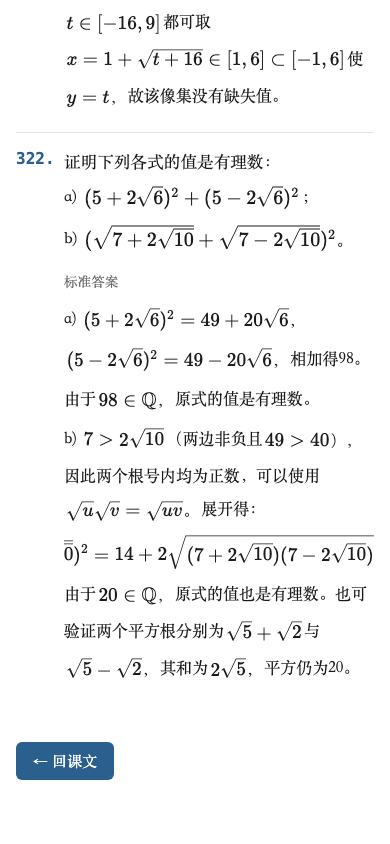 t ∈ [−16, 9] 都可取
x = 1 + √(t + 16) ∈ [1, 6] ⊂ [−1, 6] 使
y = t，故该像集没有缺失值。
322. 证明下列各式的值是有理数：
a) (5 + 2√6)² + (5 − 2√6)²；
b) (√(7 + 2√10) + √(7 − 2√10))²。
标准答案
a) (5 + 2√6)² = 49 + 20√6，
(5 − 2√6)² = 49 − 20√6，相加得98。
由于 98 ∈ ℚ，原式的值是有理数。
b) 7 > 2√10（两边非负且 49 > 40），
因此两个根号内均为正数，可以使用
√u√v = √(uv)。展开得：
0)² = 14 + 2√((7 + 2√10)(7 − 2√10)
由于 20 ∈ ℚ，原式的值也是有理数。也可
验证两个平方根分别为 √5 + √2 与
√5 − √2，其和为 2√5，平方仍为20。
← 回课文